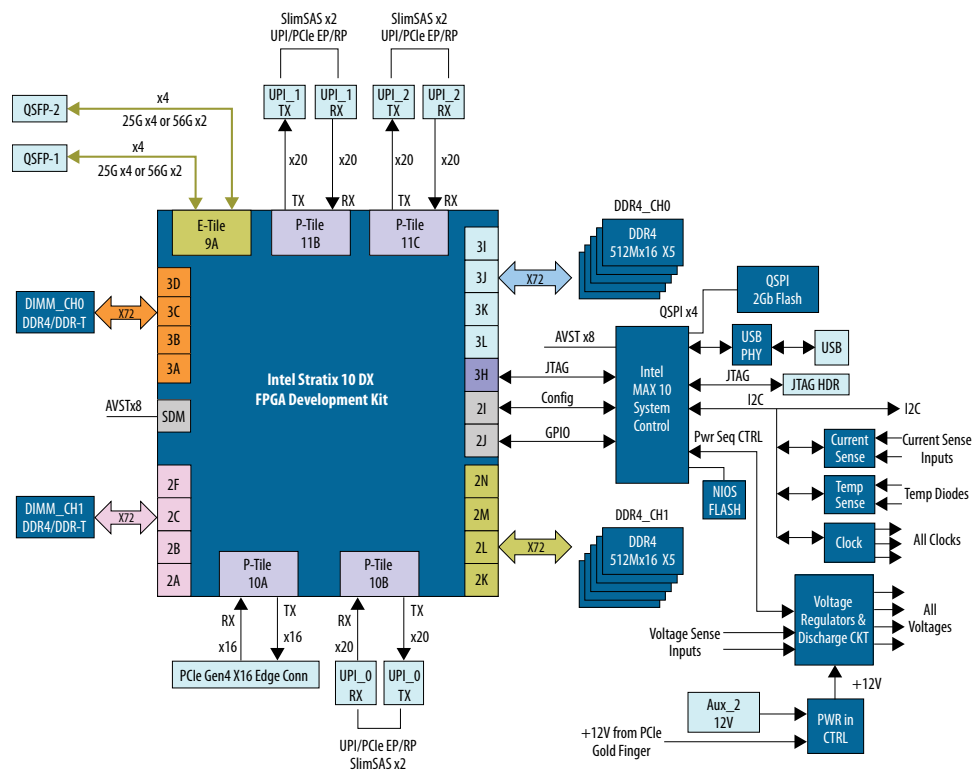 SlimSAS x2
UPI/PCIe EP/RP
SlimSAS x2
UPI/PCIe EP/RP
QSFP-2
x4
25G x4 or 56G x2
QSFP-1
x4
25G x4 or 56G x2
UPI_1
TX
UPI_1
RX
UPI_2
TX
UPI_2
RX
x20
x20
x20
x20
TX
RX
TX
RX
E-Tile
9A
P-Tile
11B
P-Tile
11C
3D
3C
3B
3A
SDM
2F
2C
2B
2A
DIMM_CH0
DDR4/DDR-T
X72
AVSTx8
DIMM_CH1
DDR4/DDR-T
X72
Intel Stratix 10 DX
FPGA Development Kit
3I
3J
3K
3L
3H
2I
2J
2N
2M
2L
2K
DDR4_CH0
DDR4
512Mx16 X5
X72
AVST x8
JTAG
Config
GPIO
DDR4_CH1
DDR4
512Mx16 X5
X72
Intel
MAX 10
System
Control
QSPI x4
QSPI
2Gb Flash
USB
PHY
USB
JTAG
JTAG HDR
I2C
I2C
Pwr Seq CTRL
NIOS
FLASH
Current
Sense
Current Sense
Inputs
Temp
Sense
Temp Diodes
Clock
All Clocks
Voltage
Regulators &
Discharge CKT
All
Voltages
Voltage Sense
Inputs
+12V
Aux_2
12V
PWR in
CTRL
+12V from PCIe
Gold Finger
P-Tile
10A
P-Tile
10B
RX
TX
RX
TX
x16
x16
x20
x20
PCIe Gen4 X16 Edge Conn
UPI_0
RX
UPI_0
TX
UPI/PCIe EP/RP
SlimSAS x2